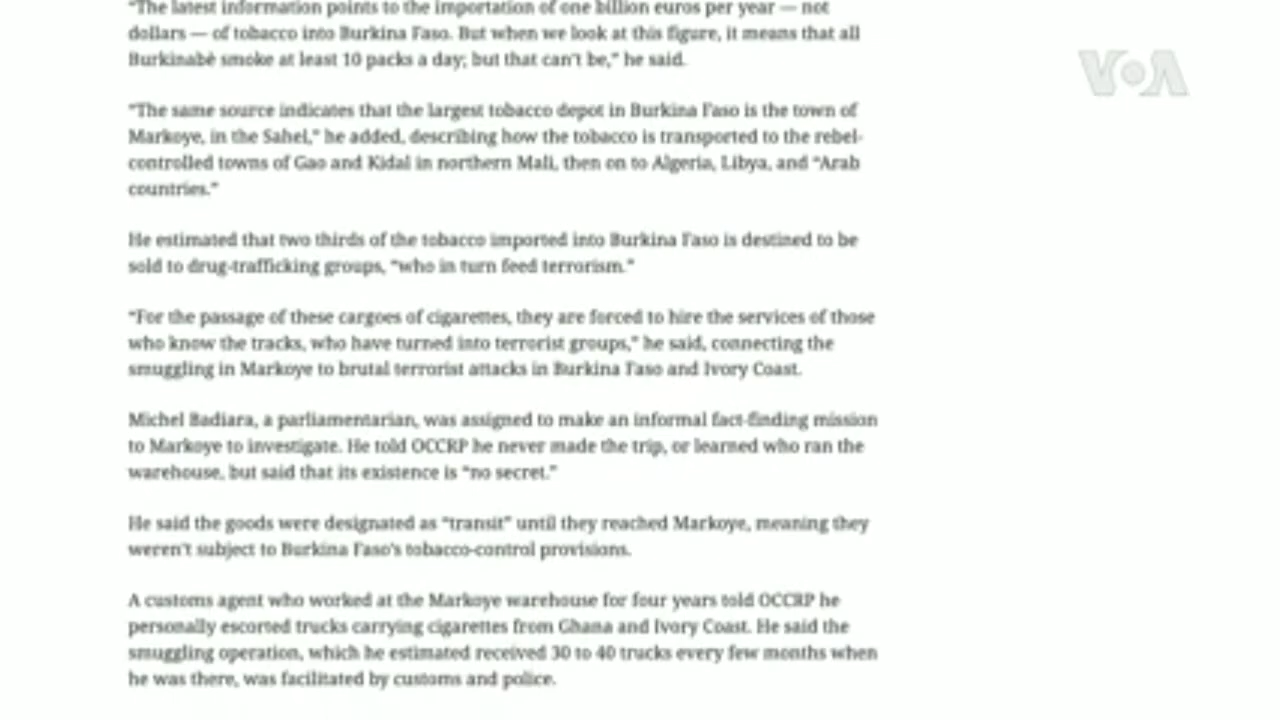 "The latest information points to the importation of one billion euros per year — not
dollars — of tobacco into Burkina Faso. But when we look at this figure, it means that all
Burkinabè smoke at least 10 packs a day; but that can't be," he said.
VOA
"The same source indicates that the largest tobacco depot in Burkina Faso is the town of
Markoye, in the Sahel," he added, describing how the tobacco is transported to the rebel-
controlled towns of Gao and Kidal in northern Mali, then on to Algeria, Libya, and "Arab
countries."
He estimated that two thirds of the tobacco imported into Burkina Faso is destined to be
sold to drug-trafficking groups, "who in turn feed terrorism."
"For the passage of these cargoes of cigarettes, they are forced to hire the services of those
who know the tracks, who have turned into terrorist groups," he said, connecting the
smuggling in Markoye to brutal terrorist attacks in Burkina Faso and Ivory Coast.
Michel Badiara, a parliamentarian, was assigned to make an informal fact-finding mission
to Markoye to investigate. He told OCCRP he never made the trip, or learned who ran the
warehouse, but said that its existence is "no secret."
He said the goods were designated as "transit" until they reached Markoye, meaning they
weren't subject to Burkina Faso's tobacco-control provisions.
A customs agent who worked at the Markoye warehouse for four years told OCCRP he
personally escorted trucks carrying cigarettes from Ghana and Ivory Coast. He said the
smuggling operation, which he estimated received 30 to 40 trucks every few months when
he was there, was facilitated by customs and police.